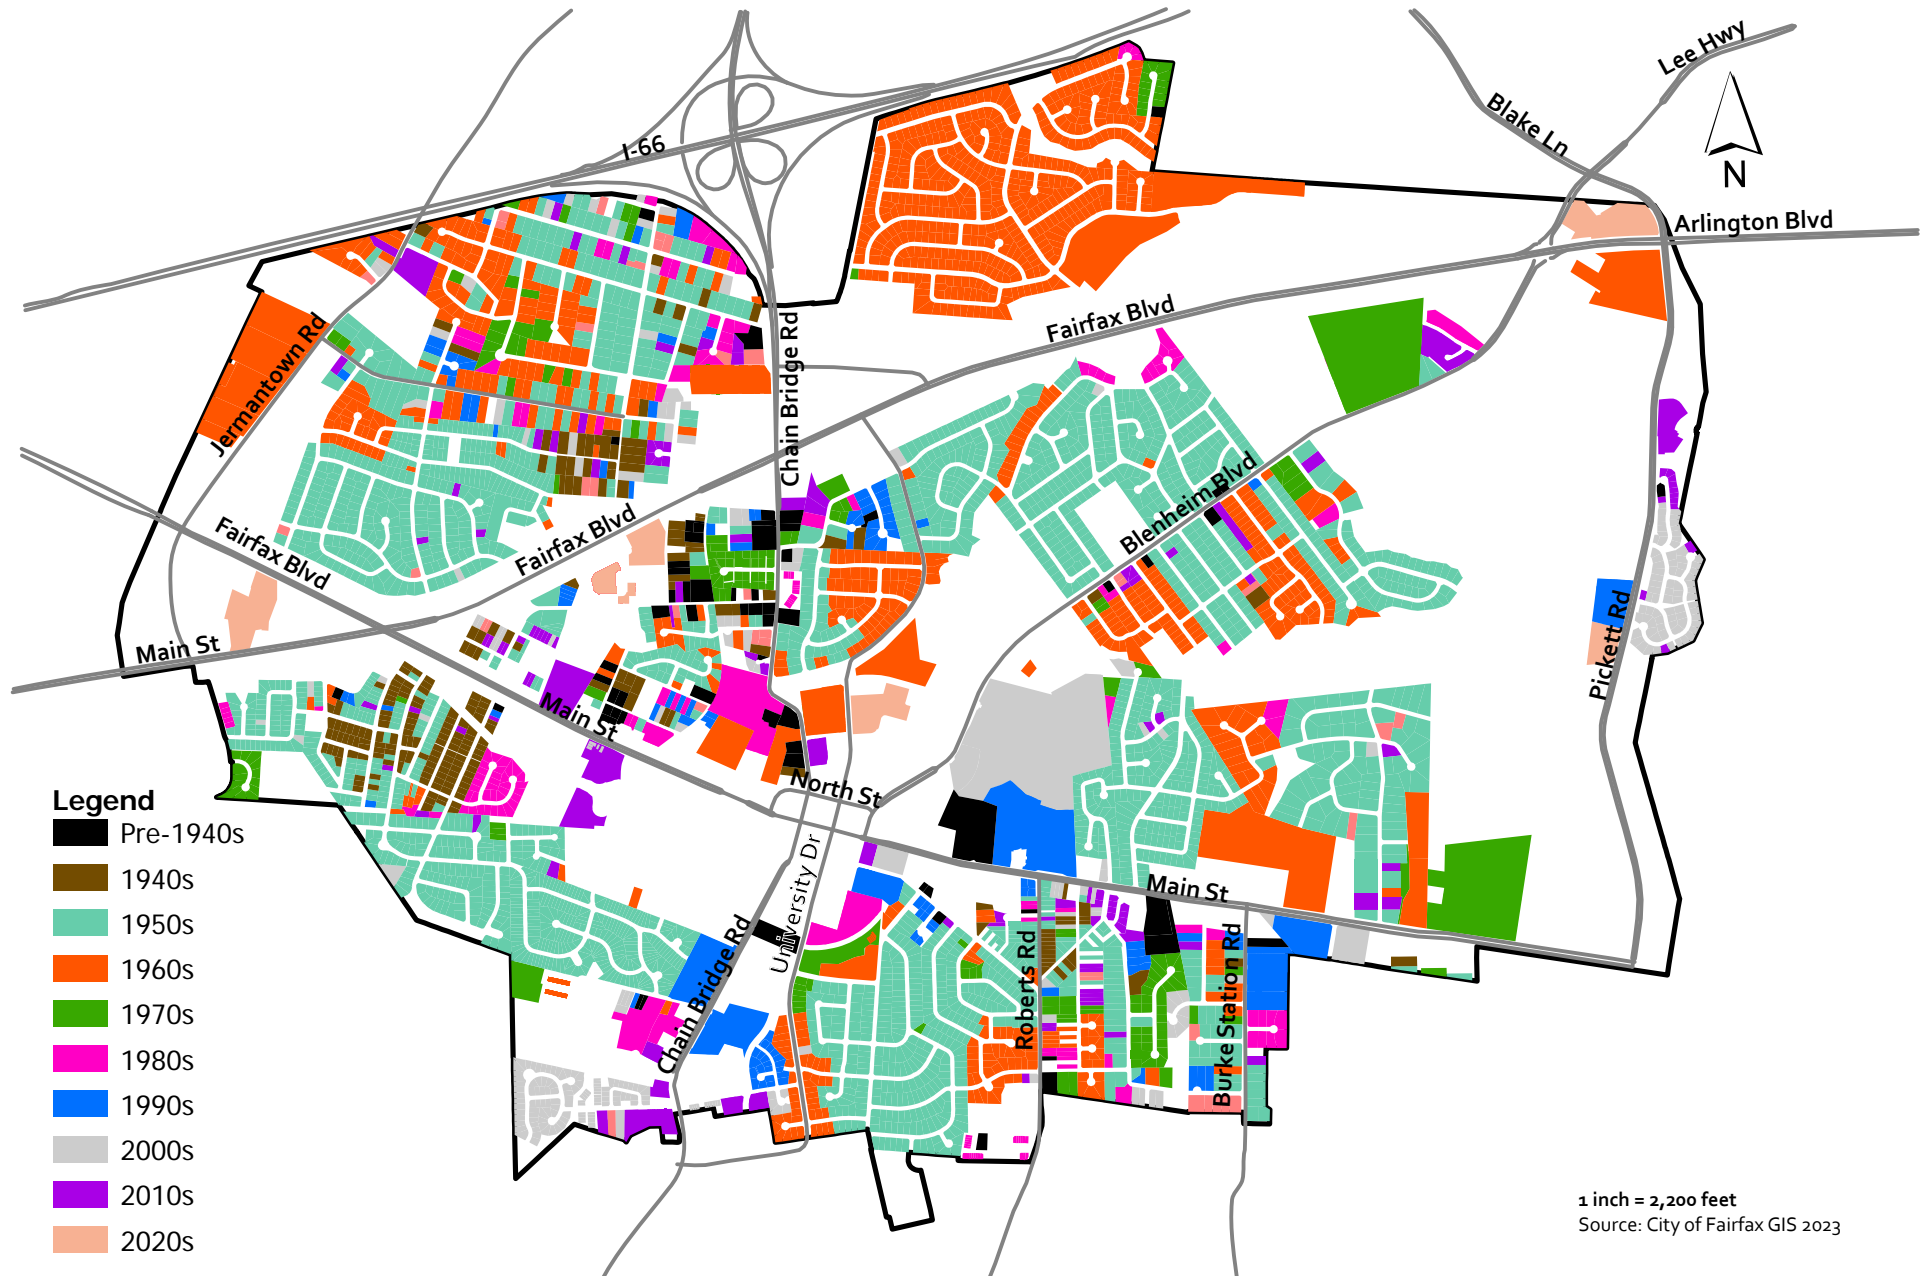 Lee Hwy
Blake Ln
I-66
N
Arlington Blvd
Fairfax Blvd
Chain Bridge Rd
Jermantown Rd
Blenheim Blvd
Fairfax Blvd
Fairfax Blvd
Main St
Pickett Rd
Main St
North St
Legend
Pre-1940s
1940s
1950s
1960s
1970s
1980s
1990s
2000s
2010s
2020s
University Dr
Main St
Chain Bridge Rd
Roberts Rd
Burke Station Rd
1 inch = 2,200 feet
Source: City of Fairfax GIS 2023